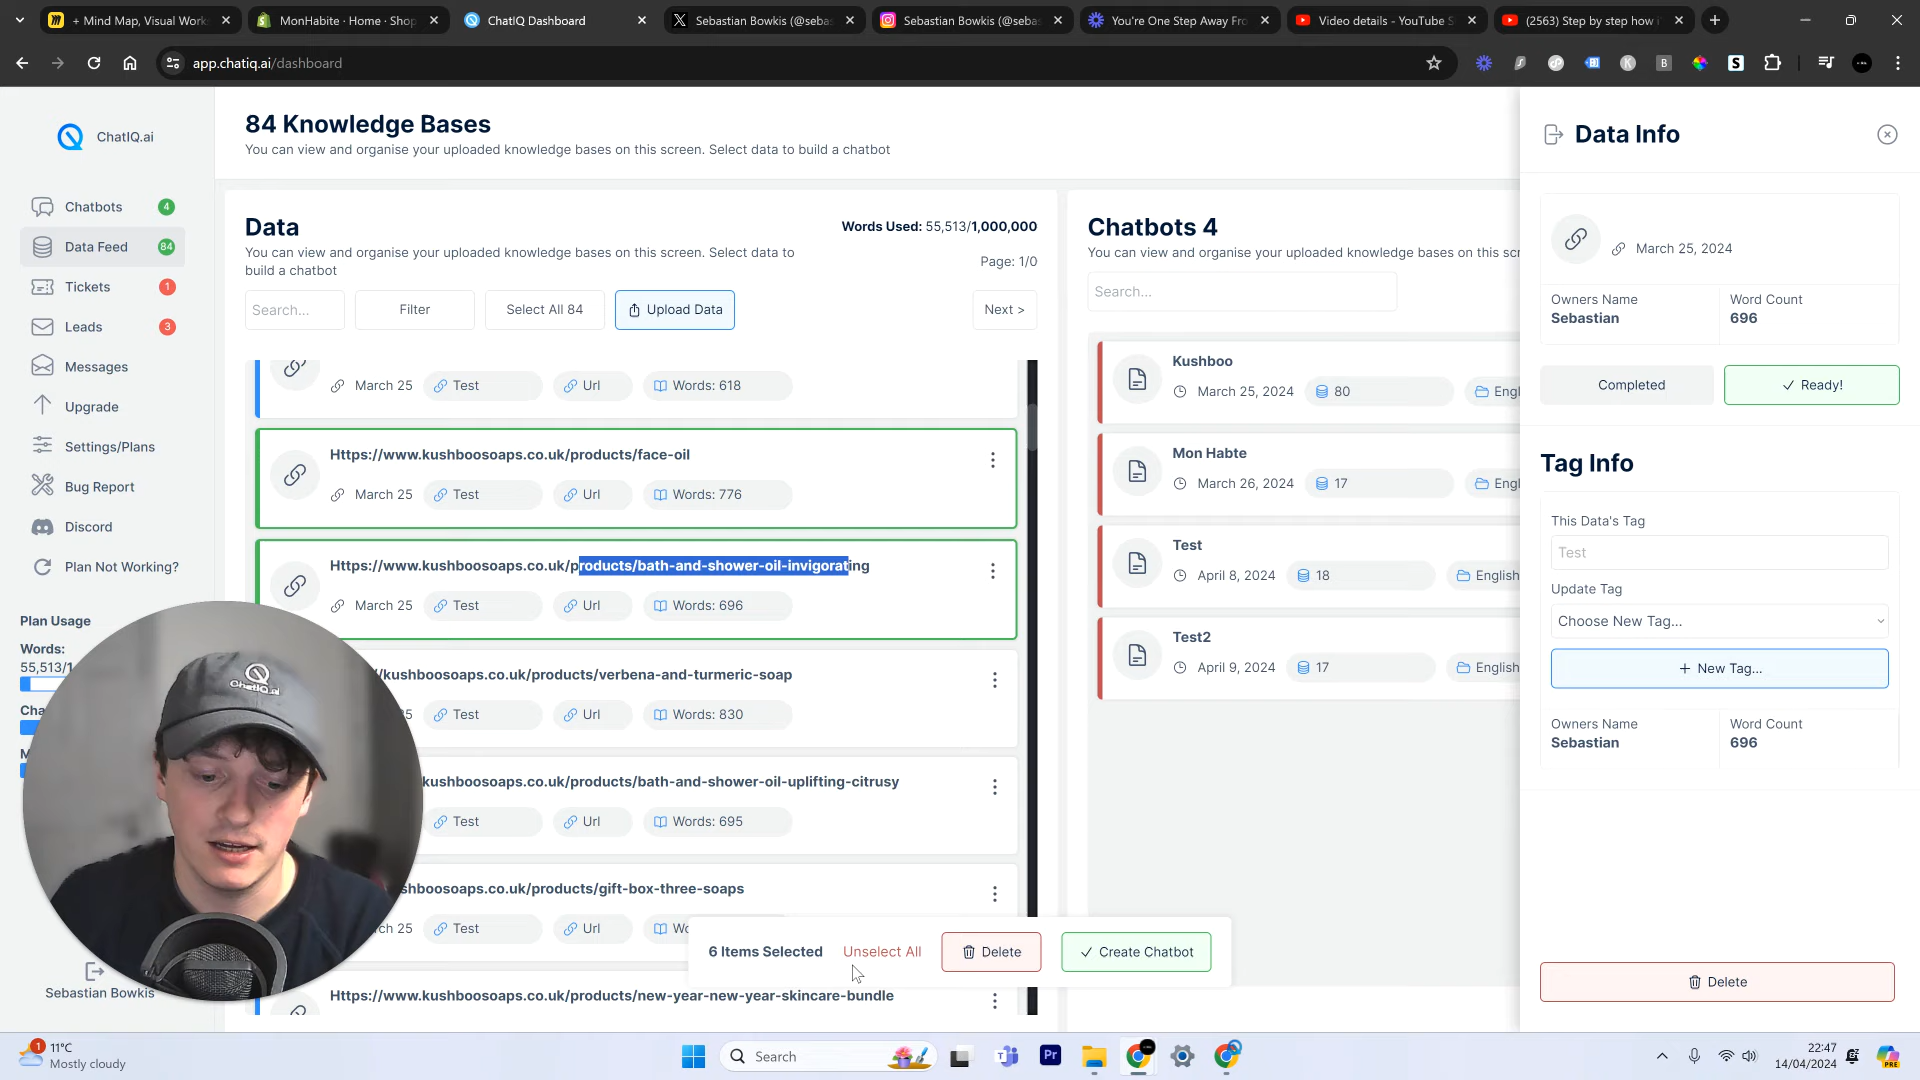 + Mind Map, Visual Work
MonHabite · Home · Shop
ChatIQ Dashboard
Sebastian Bowkis (@seba
Sebastian Bowkis (@seba
You're One Step Away Fro
Video details - YouTube S
(2563) Step by step how i
app.chatiq.ai/dashboard
ChatIQ.ai
Chatbots 4
Data Feed 84
Tickets 1
Leads 3
Messages
Upgrade
Settings/Plans
Bug Report
Discord
Plan Not Working?
Plan Usage
Words:
55,513/1
Cha
M
Sebastian Bowkis
ChatIQ.ai
84 Knowledge Bases
You can view and organise your uploaded knowledge bases on this screen. Select data to build a chatbot
Data
Words Used: 55,513/1,000,000
You can view and organise your uploaded knowledge bases on this screen. Select data to
build a chatbot
Page: 1/0
Search...
Filter
Select All 84
Upload Data
Next >
March 25 Test Url Words: 618
Https://www.kushboosoaps.co.uk/products/face-oil
March 25 Test Url Words: 776
Https://www.kushboosoaps.co.uk/products/bath-and-shower-oil-invigorating
March 25 Test Url Words: 696
/kushboosoaps.co.uk/products/verbena-and-turmeric-soap
5 Test Url Words: 830
kushboosoaps.co.uk/products/bath-and-shower-oil-uplifting-citrusy
Test Url Words: 695
shboosoaps.co.uk/products/gift-box-three-soaps
ch 25 Test Url Wo
6 Items Selected
Unselect All
Delete
Create Chatbot
Https://www.kushboosoaps.co.uk/products/new-year-new-year-skincare-bundle
Chatbots 4
You can view and organise your uploaded knowledge bases on this scr
Search...
Kushboo
March 25, 2024 80 Engl
Mon Habte
March 26, 2024 17 Engl
Test
April 8, 2024 18 English
Test2
April 9, 2024 17 English
Data Info
March 25, 2024
Owners Name Word Count
Sebastian 696
Completed
Ready!
Tag Info
This Data's Tag
Test
Update Tag
Choose New Tag...
+ New Tag...
Owners Name Word Count
Sebastian 696
Delete
1
11°C
Mostly cloudy
Search
Pr
PRE
22:47
14/04/2024